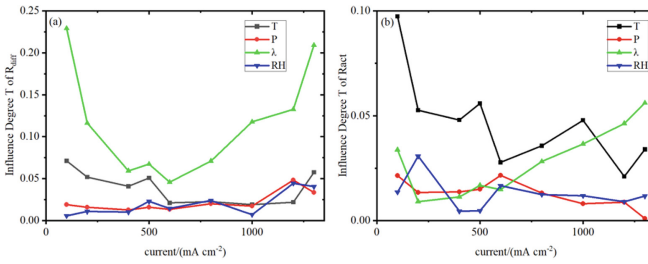 (a)
T
P
λ
RH
0.25
0.20
0.15
0.10
0.05
0.00
Influence Degree T of Rdiff
0
500
1000
current/(mA cm-2)
(b)
T
P
λ
RH
0.10
0.05
0.00
Influence Degree T of Ract
0
500
1000
current/(mA cm-2)